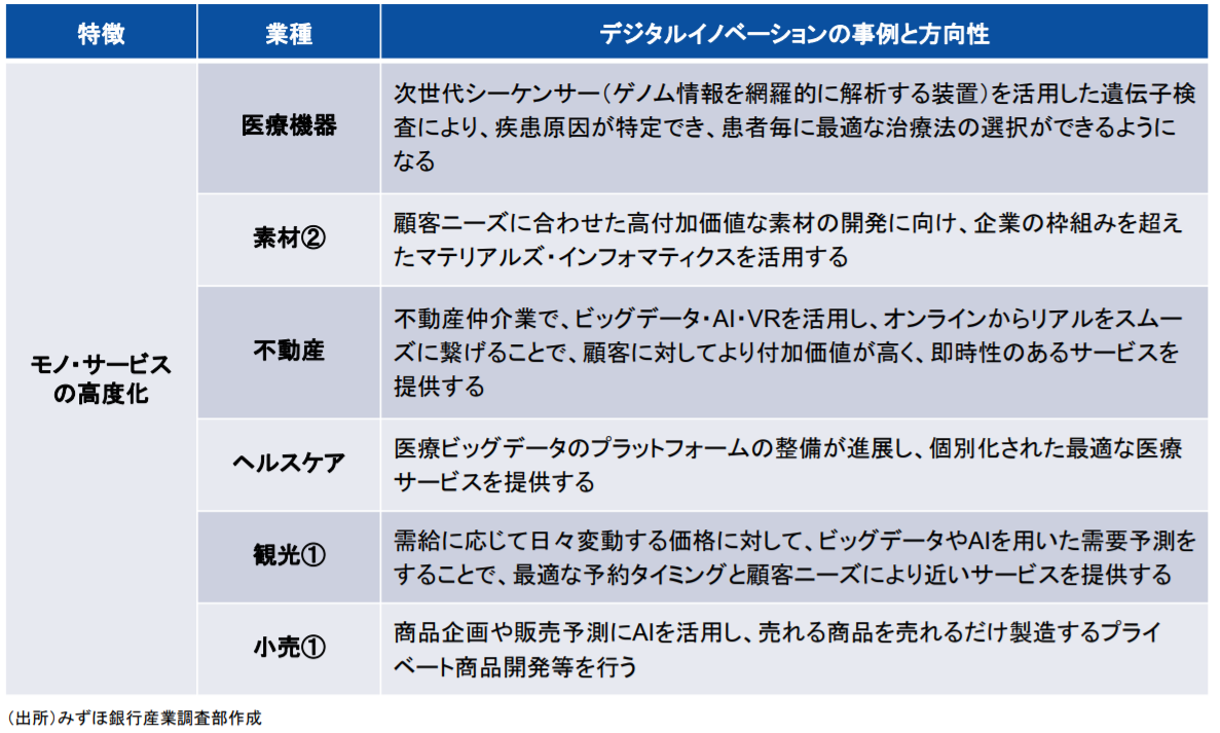 特徴 業種 デジタルイノベーションの事例と方向性
モノ・サービス
の高度化
医療機器
次世代シーケンサー（ゲノム情報を網羅的に解析する装置）を活用した遺伝子検
査により、疾患原因が特定でき、患者毎に最適な治療法の選択ができるように
なる
素材②
顧客ニーズに合わせた高付加価値な素材の開発に向け、企業の枠組みを超え
たマテリアルズ・インフォマティクスを活用する
不動産
不動産仲介業で、ビッグデータ・AI・VRを活用し、オンラインからリアルをスムー
ズに繋げることで、顧客に対してより付加価値が高く、即時性のあるサービスを
提供する
ヘルスケア
医療ビッグデータのプラットフォームの整備が進展し、個別化された最適な医療
サービスを提供する
観光①
需給に応じて日々変動する価格に対して、ビッグデータやAIを用いた需要予測を
することで、最適な予約タイミングと顧客ニーズにより近いサービスを提供する
小売①
商品企画や販売予測にAIを活用し、売れる商品を売れるだけ製造するプライ
ベート商品開発等を行う
（出所）みずほ銀行産業調査部作成